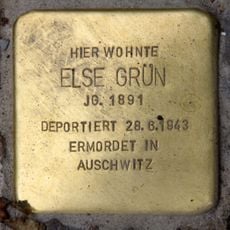 HIER WOHNTE
ELSE GRÜN
JG. 1891
DEPORTIERT 28.6.1943
ERMORDET IN
AUSCHWITZ